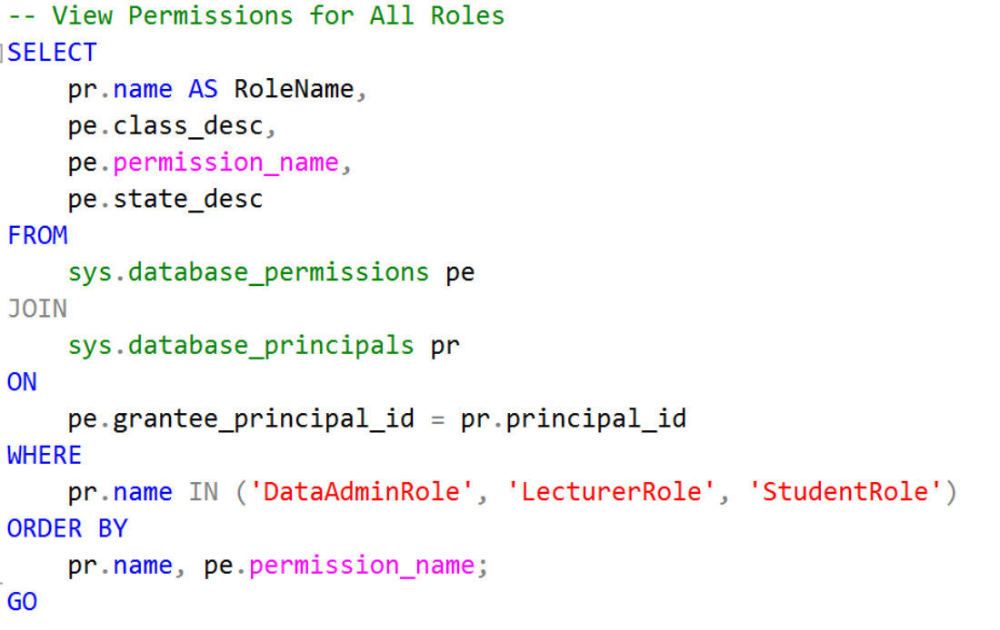 -- View Permissions for All Roles
SELECT
    pr.name AS RoleName,
    pe.class_desc,
    pe.permission_name,
    pe.state_desc
FROM
    sys.database_permissions pe
JOIN
    sys.database_principals pr
ON
    pe.grantee_principal_id = pr.principal_id
WHERE
    pr.name IN ('DataAdminRole', 'LecturerRole', 'StudentRole')
ORDER BY
    pr.name, pe.permission_name;
GO